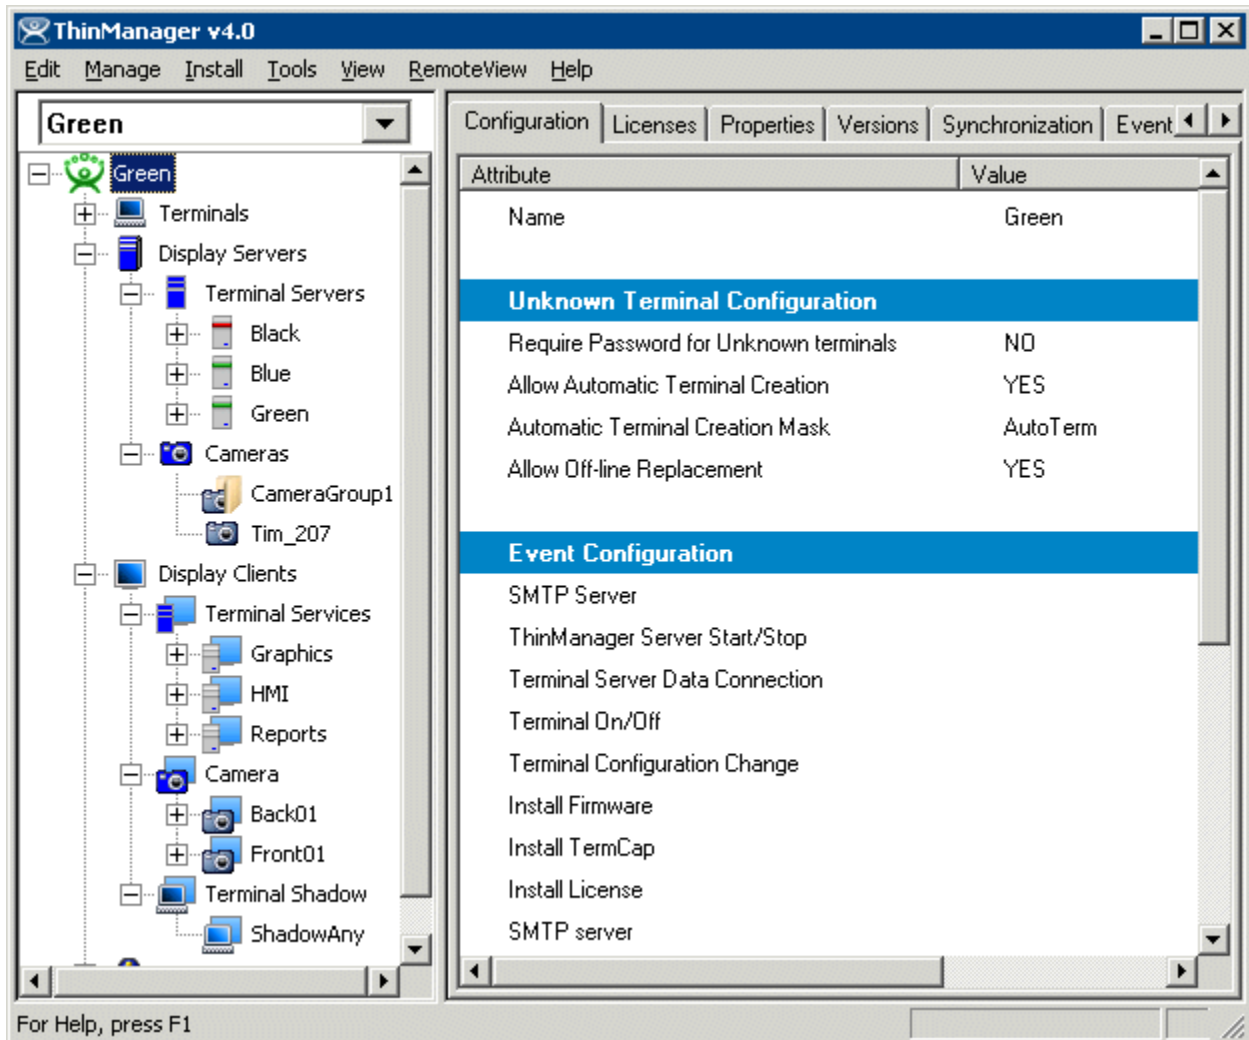 ThinManager v4.0
Edit Manage Install Tools View RemoteView Help
Green
Green
Terminals
Display Servers
Terminal Servers
Black
Blue
Green
Cameras
CameraGroup1
Tim_207
Display Clients
Terminal Services
Graphics
HMI
Reports
Camera
Back01
Front01
Terminal Shadow
ShadowAny
Configuration Licenses Properties Versions Synchronization Event
Attribute Value
Name Green
Unknown Terminal Configuration
Require Password for Unknown terminals NO
Allow Automatic Terminal Creation YES
Automatic Terminal Creation Mask AutoTerm
Allow Off-line Replacement YES
Event Configuration
SMTP Server
ThinManager Server Start/Stop
Terminal Server Data Connection
Terminal On/Off
Terminal Configuration Change
Install Firmware
Install TermCap
Install License
SMTP server
For Help, press F1